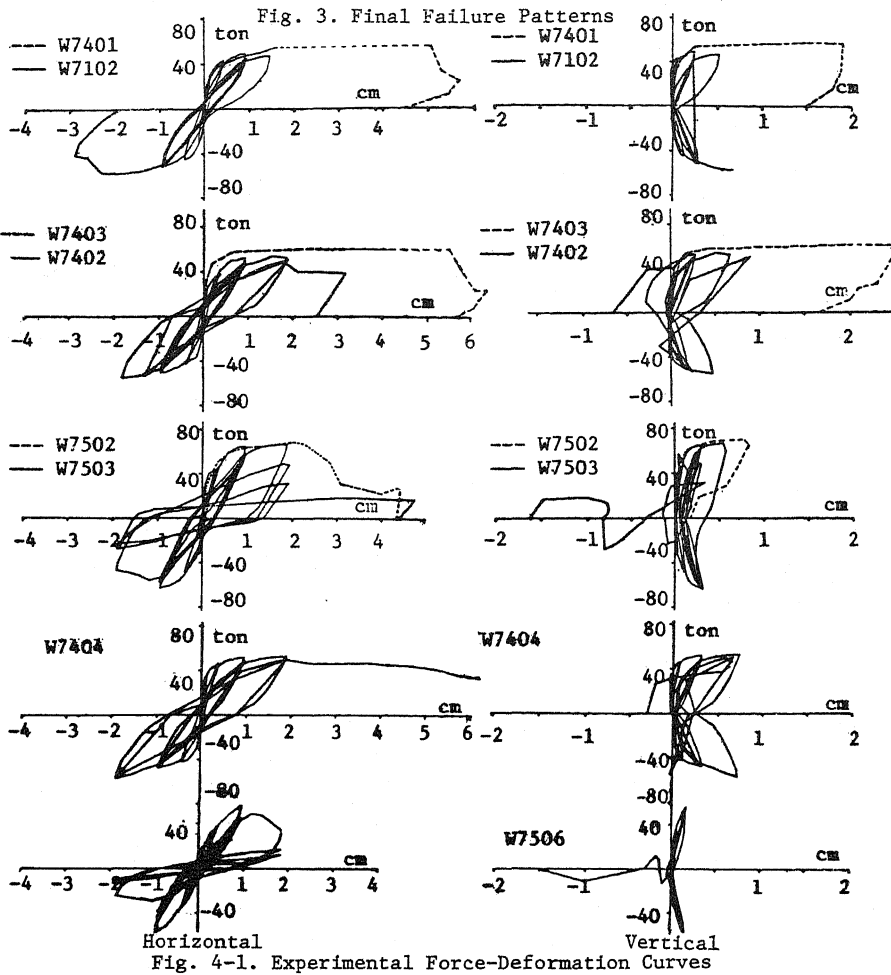 Fig. 3. Final Failure Patterns
80 ton
--- W7401
— W7102
40
cm
-4 -3 -2 -1 1 2 3 4
-40
-80
80 ton
--- W7401
— W7102
40
cm
-2 -1 1 2
-40
-80
80 ton
— W7403
— W7402
40
cm
-4 -3 -2 -1 1 2 3 4 5 6
-40
-80
80 ton
--- W7403
— W7402
40
cm
-1 1 2
-40
-80
80 ton
--- W7502
— W7503
40
cm
-4 -3 -2 -1 1 2 3 4 5
-40
-80
80 ton
--- W7502
— W7503
40
-2 -1 1 2
-40
-80
80 ton
W7404
40
cm
-4 -3 -2 -1 1 2 3 4 5 6
-40
-80
80 ton
W7404
40
cm
-2 -1 1 2
-40
-80
40
cm
-4 -3 -2 -1 1 2 3 4
-40
Horizontal
40
W7506
cm
-2 -1 1 2
-40
Vertical
Fig. 4-1. Experimental Force-Deformation Curves